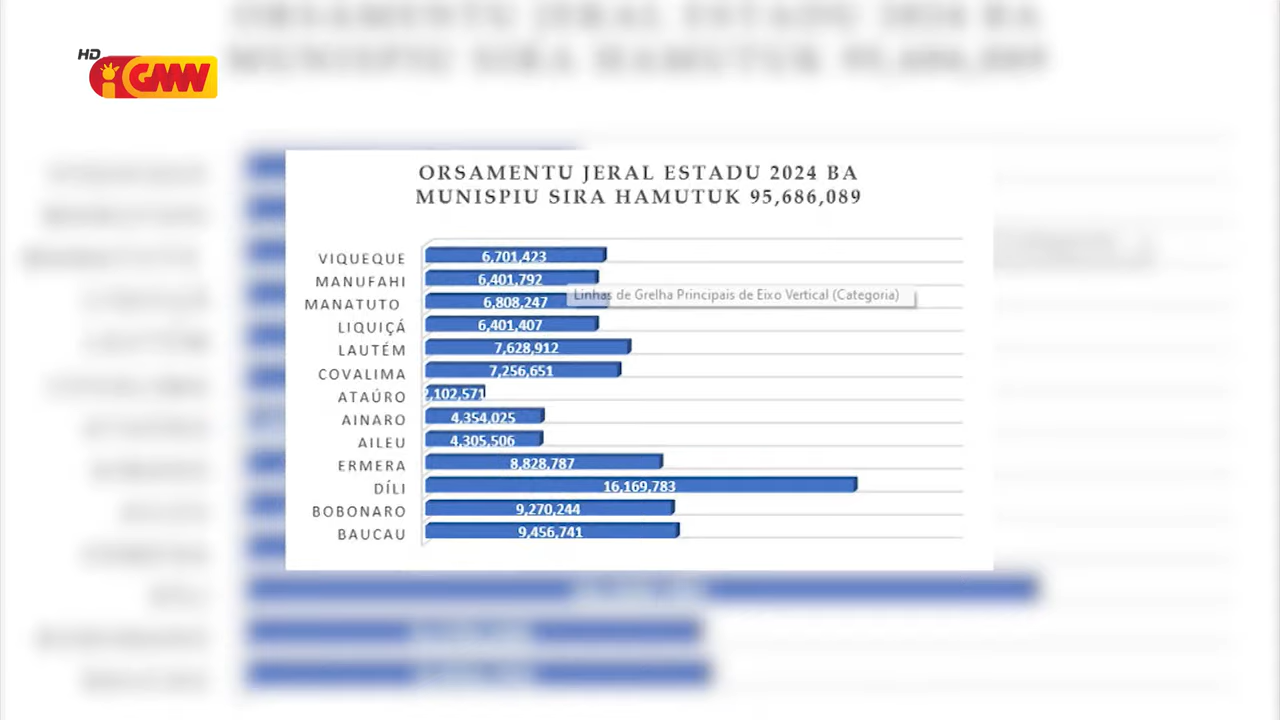 HD
GMN
ORSAMENTU JERAL ESTADU 2024 BA
MUNISPIU SIRA HAMUTUK 95,686,089
VIQUEQUE 6,701,423
MANUFAHI 6,401,792
Linhas de Grelha Principais de Eixo Vertical (Categoria)
MANATUTO 6,808,247
LIQUIÇÁ 6,401,407
LAUTÉM 7,628,912
COVALIMA 7,256,651
ATAÚRO 2,102,571
AINARO 4,354,025
AILEU 4,305,506
ERMERA 8,828,787
DÍLI 16,169,783
BOBONARO 9,270,244
BAUCAU 9,456,741